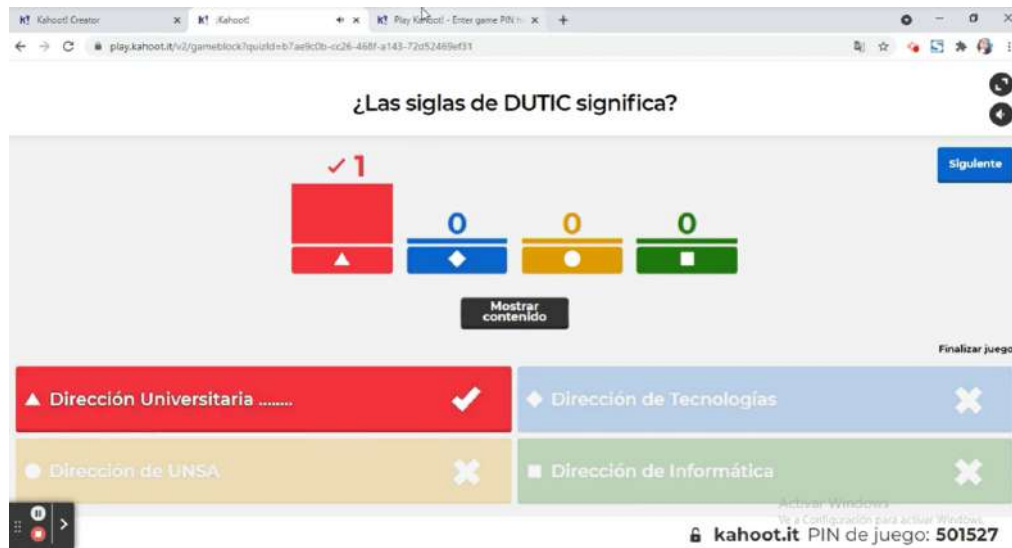 K! Kahoot! Creator
K! Kahoot!
K! Play Kahoot! - Enter game PIN
play.kahoot.it/v2/gameblock?quizId=b7ae9c0b-cc26-468f-a143-72d52469ef31
¿Las siglas de DUTIC significa?
Siguiente
1
0
0
0
Mostrar
contenido
Finalizar juego
Dirección Universitaria ........
Dirección de Tecnologías
Dirección de UNSA
Dirección de Informática
Activar Windows
Ve a Configuración para activar Windows.
kahoot.it PIN de juego: 501527